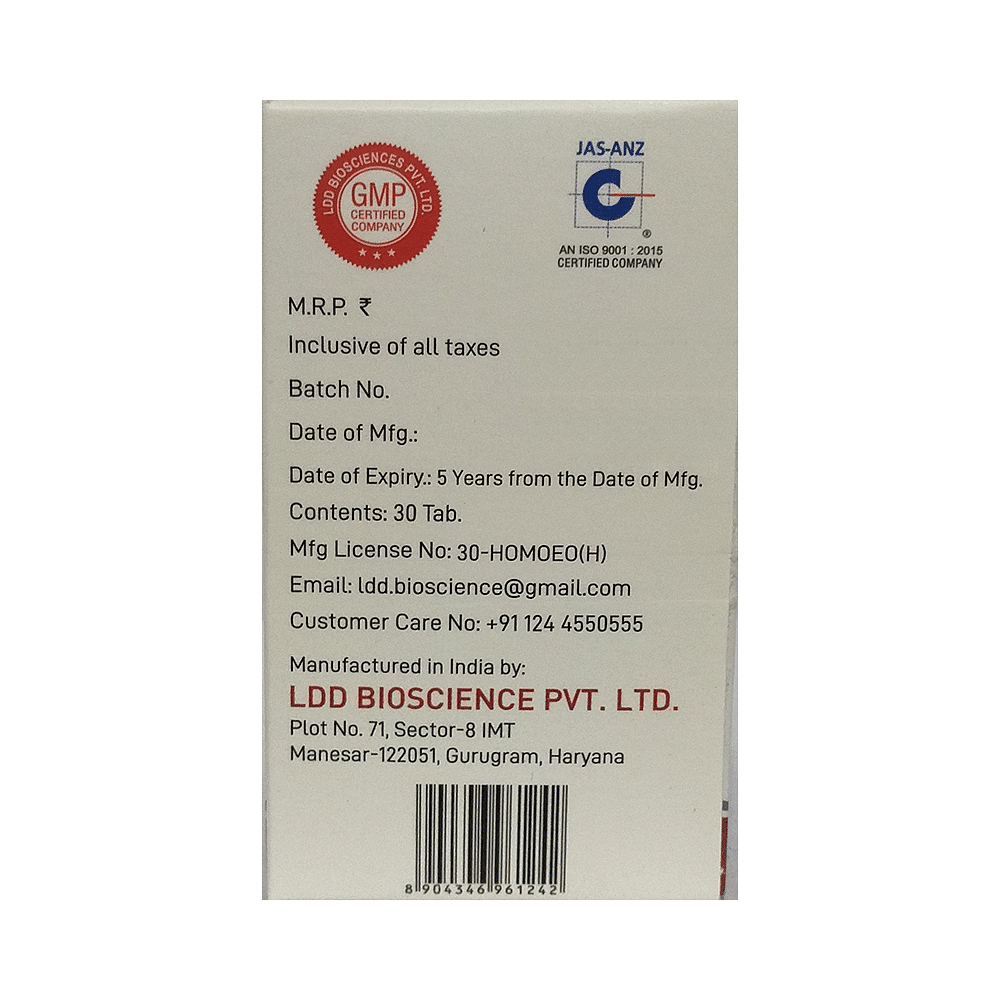 LDD BIOSCIENCES PVT. LTD.
GMP
CERTIFIED
COMPANY
JAS-ANZ
®
AN ISO 9001 : 2015
CERTIFIED COMPANY
M.R.P. ₹
Inclusive of all taxes
Batch No.
Date of Mfg.:
Date of Expiry.: 5 Years from the Date of Mfg.
Contents: 30 Tab.
Mfg License No: 30-HOMOEO(H)
Email: ldd.bioscience@gmail.com
Customer Care No: +91 124 4550555
Manufactured in India by:
LDD BIOSCIENCE PVT. LTD.
Plot No. 71, Sector-8 IMT
Manesar-122051, Gurugram, Haryana
8 904346 961242